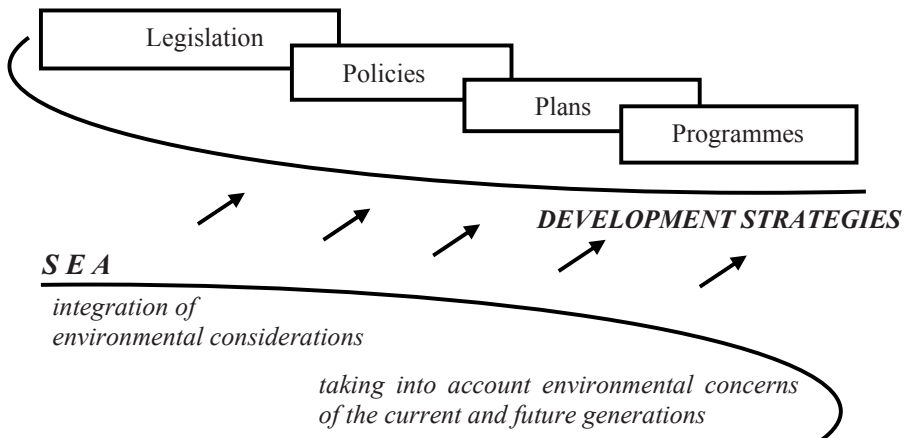 Legislation
Policies
Plans
Programmes
DEVELOPMENT STRATEGIES
S E A
integration of
environmental considerations
taking into account environmental concerns
of the current and future generations